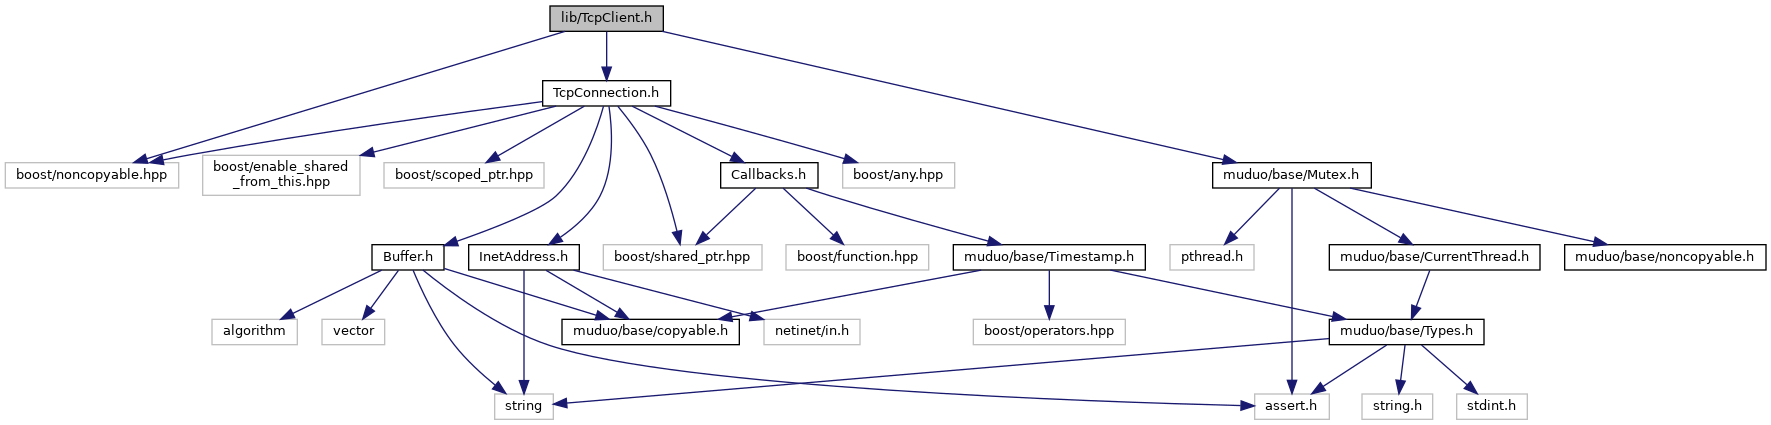 lib/TcpClient.h
TcpConnection.h
boost/noncopyable.hpp
boost/enable_shared
_from_this.hpp
boost/scoped_ptr.hpp
Callbacks.h
boost/any.hpp
muduo/base/Mutex.h
Buffer.h
InetAddress.h
boost/shared_ptr.hpp
boost/function.hpp
muduo/base/Timestamp.h
pthread.h
muduo/base/CurrentThread.h
muduo/base/noncopyable.h
algorithm
vector
muduo/base/copyable.h
netinet/in.h
boost/operators.hpp
muduo/base/Types.h
string
assert.h
string.h
stdint.h